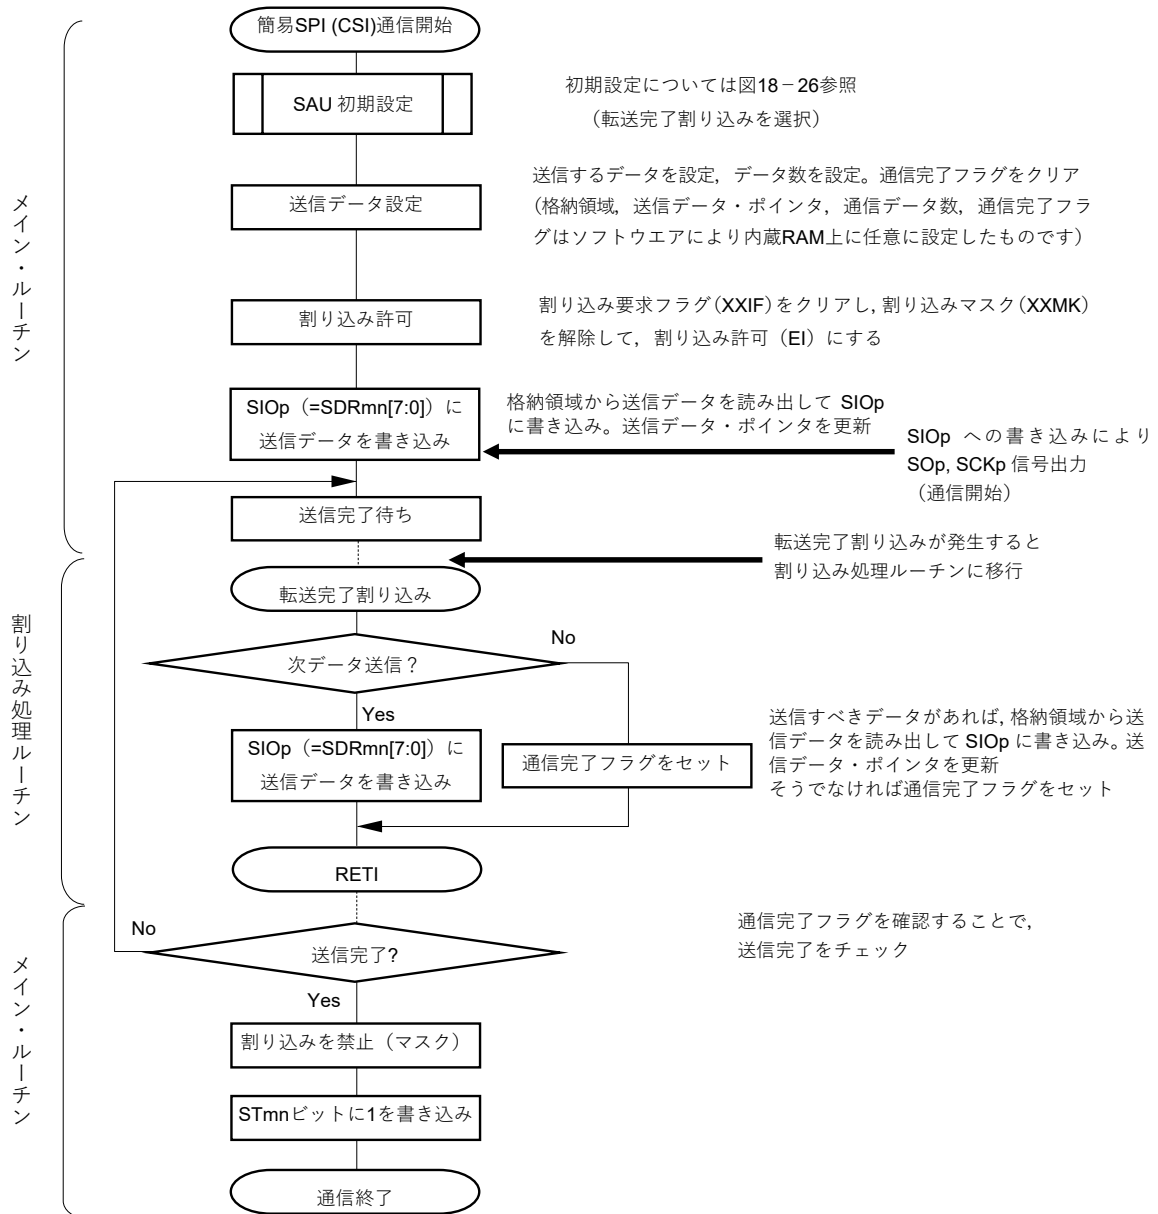 簡易SPI (CSI)通信開始
SAU 初期設定
初期設定については図18－26参照
（転送完了割り込みを選択）
メイン・ルーチン
送信データ設定
送信するデータを設定，データ数を設定。通信完了フラグをクリア
（格納領域，送信データ・ポインタ，通信データ数，通信完了フラ
グはソフトウエアにより内蔵RAM上に任意に設定したものです）
割り込み許可
割り込み要求フラグ（XXIF）をクリアし，割り込みマスク（XXMK）
を解除して，割り込み許可（EI）にする
SIOp（=SDRmn[7:0]）に
送信データを書き込み
格納領域から送信データを読み出して SIOp
に書き込み。送信データ・ポインタを更新
SIOp への書き込みにより
SOp, SCKp 信号出力
（通信開始）
送信完了待ち
転送完了割り込みが発生すると
割り込み処理ルーチンに移行
割り込み処理ルーチン
転送完了割り込み
次データ送信？
No
Yes
SIOp（=SDRmn[7:0]）に
送信データを書き込み
通信完了フラグをセット
送信すべきデータがあれば，格納領域から送
信データを読み出して SIOp に書き込み。送
信データ・ポインタを更新
そうでなければ通信完了フラグをセット
RETI
メイン・ルーチン
No
送信完了?
通信完了フラグを確認することで，
送信完了をチェック
Yes
割り込みを禁止（マスク）
STmnビットに1を書き込み
通信終了